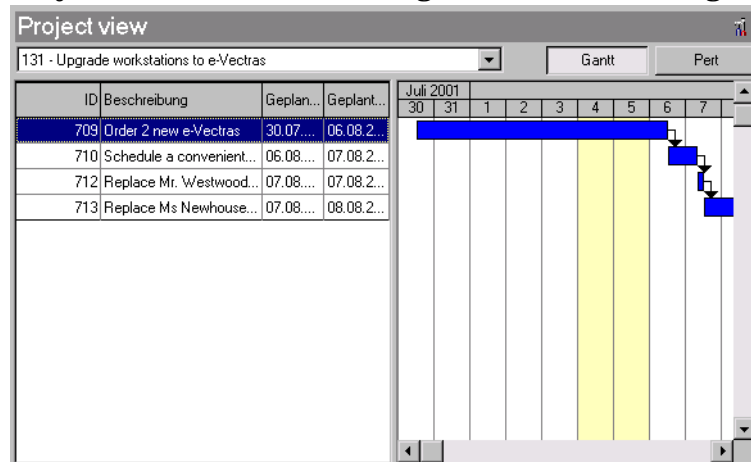 Project view
131 - Upgrade workstations to e-Vectras
Gantt Pert
ID Beschreibung Geplan... Geplant...
Juli 2001
30 31 1 2 3 4 5 6 7
709 Order 2 new e-Vectras 30.07.... 06.08.2...
710 Schedule a convenient... 06.08.... 07.08.2...
712 Replace Mr. Westwood... 07.08.... 07.08.2...
713 Replace Ms Newhouse... 07.08.... 08.08.2...